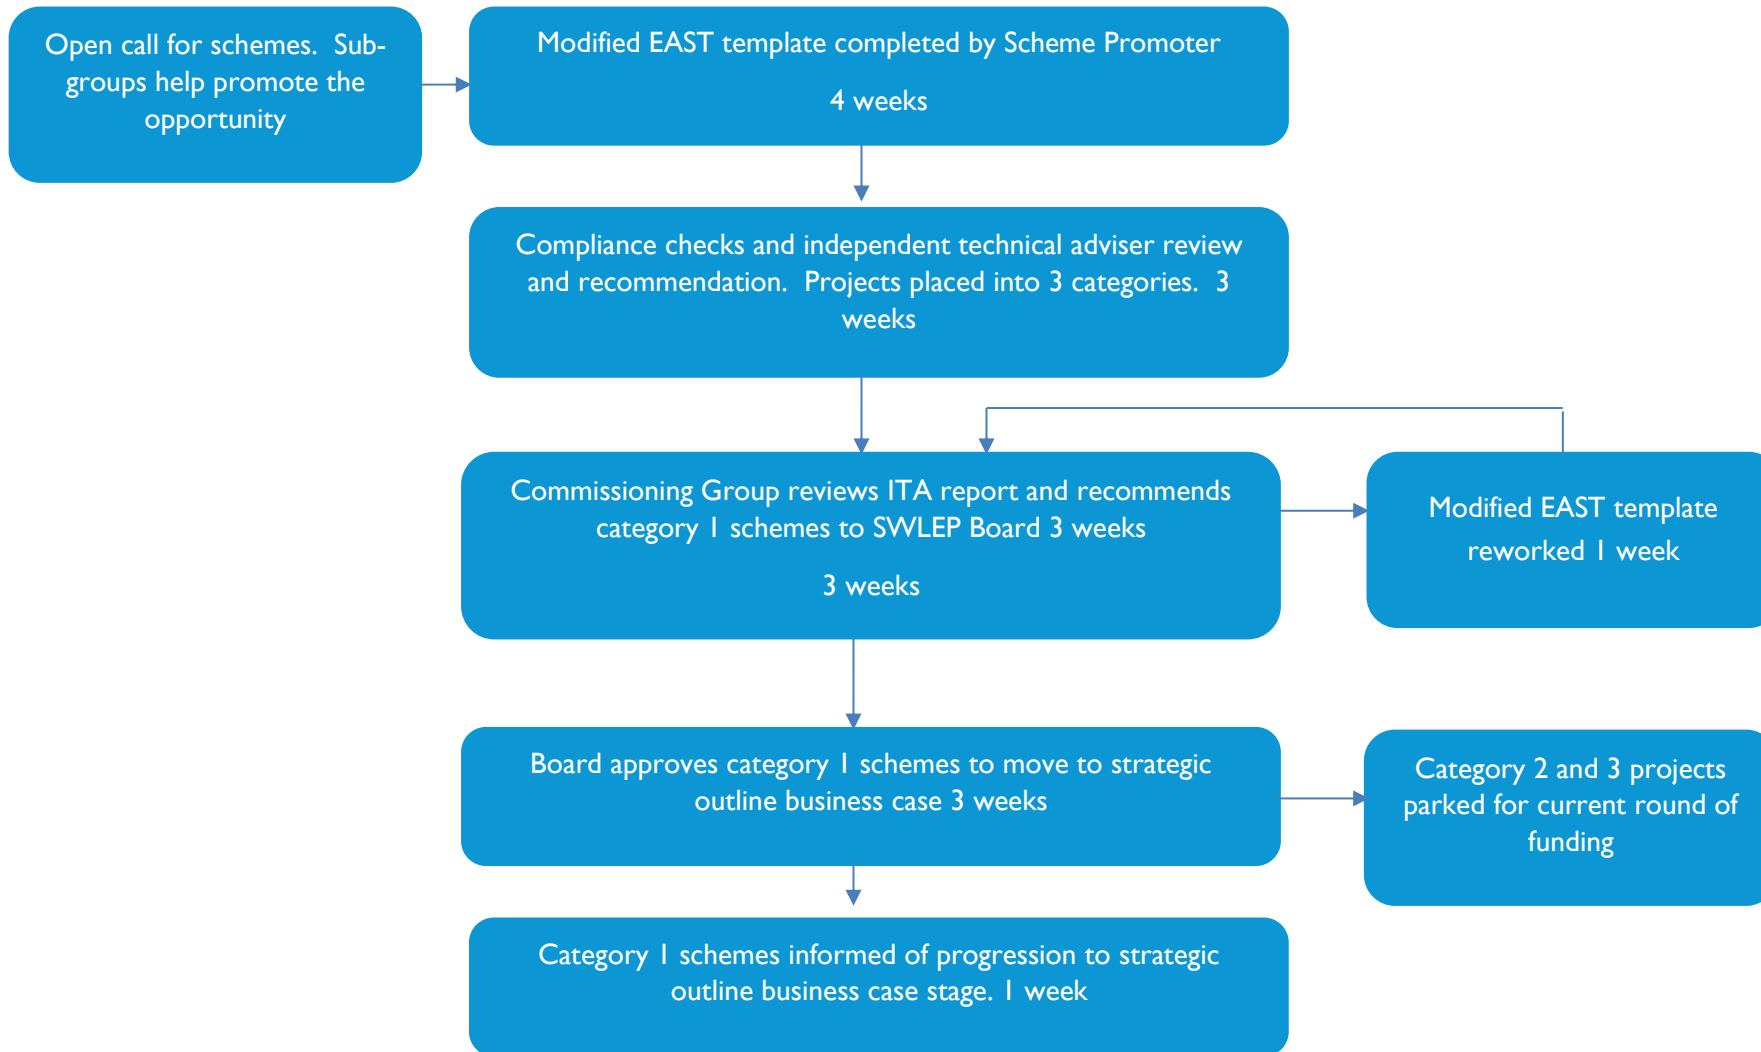 Open call for schemes.  Sub-
groups help promote the
opportunity
Modified EAST template completed by Scheme Promoter
4 weeks
Compliance checks and independent technical adviser review
and recommendation.  Projects placed into 3 categories.  3
weeks
Commissioning Group reviews ITA report and recommends
category 1 schemes to SWLEP Board 3 weeks
3 weeks
Modified EAST template
reworked 1 week
Board approves category 1 schemes to move to strategic
outline business case 3 weeks
Category 2 and 3 projects
parked for current round of
funding
Category 1 schemes informed of progression to strategic
outline business case stage. 1 week